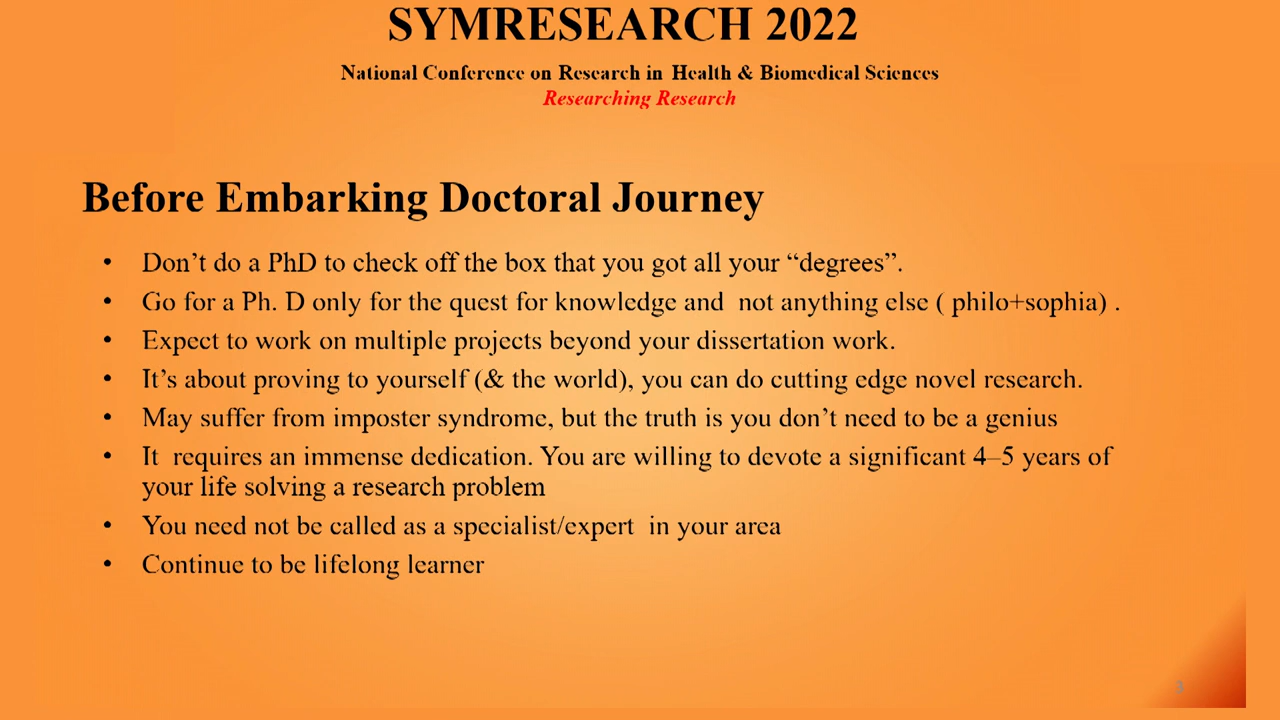 SYMRESEARCH 2022
National Conference on Research in Health & Biomedical Sciences
Researching Research
Before Embarking Doctoral Journey
• Don’t do a PhD to check off the box that you got all your “degrees”.
• Go for a Ph. D only for the quest for knowledge and not anything else ( philo+sophia) .
• Expect to work on multiple projects beyond your dissertation work.
• It’s about proving to yourself (& the world), you can do cutting edge novel research.
• May suffer from imposter syndrome, but the truth is you don’t need to be a genius
• It requires an immense dedication. You are willing to devote a significant 4–5 years of
your life solving a research problem
• You need not be called as a specialist/expert in your area
• Continue to be lifelong learner